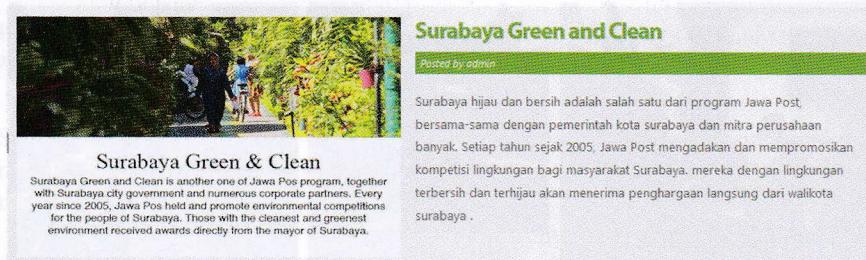 Surabaya Green & Clean
Surabaya Green and Clean is another one of Jawa Pos program, together
with Surabaya city government and numerous corporate partners. Every
year since 2005, Jawa Pos held and promote environmental competitions
for the people of Surabaya. Those with the cleanest and greenest
environment received awards directly from the mayor of Surabaya.
Surabaya Green and Clean
Posted by admin
Surabaya hijau dan bersih adalah salah satu dari program Jawa Post,
bersama-sama dengan pemerintah kota surabaya dan mitra perusahaan
banyak. Setiap tahun sejak 2005, Jawa Post mengadakan dan mempromosikan
kompetisi lingkungan bagi masyarakat Surabaya. mereka dengan lingkungan
terbersih dan terhijau akan menerima penghargaan langsung dari walikota
surabaya .